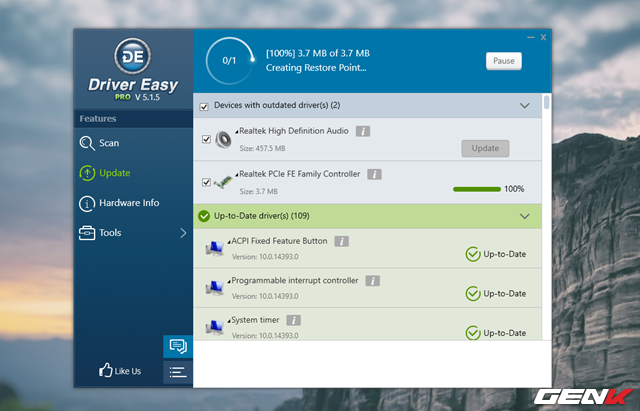 DE
Driver Easy
PRO V 5.1.5
Features
Scan
Update
Hardware Info
Tools
Like Us
0/1
[100%] 3.7 MB of 3.7 MB
Creating Restore Point...
Pause
Devices with outdated driver(s) (2)
Realtek High Definition Audio
Size: 457.5 MB
Update
Realtek PCIe FE Family Controller
Size: 3.7 MB
100%
Up-to-Date driver(s) (109)
ACPI Fixed Feature Button
Version: 10.0.14393.0
Up-to-Date
Programmable interrupt controller
Version: 10.0.14393.0
Up-to-Date
System timer
Version: 10.0.14393.0
Up-to-Date
GENK